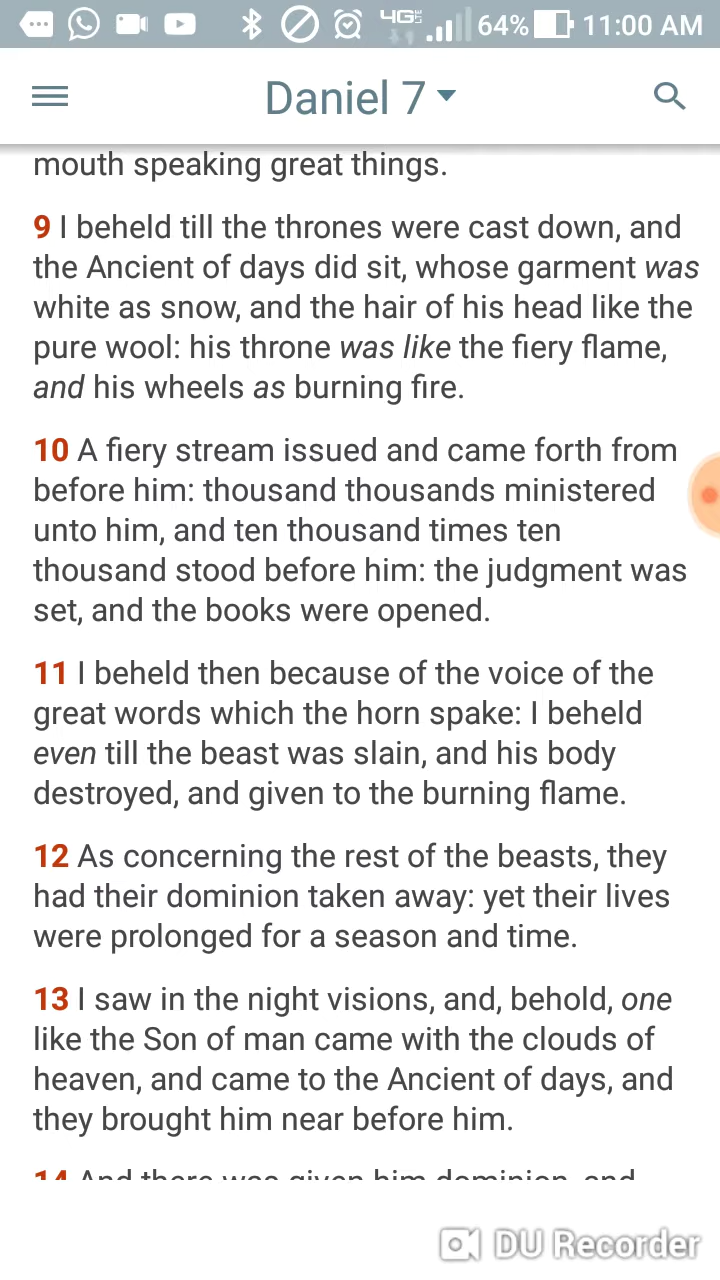 4G 64% 11:00 AM
Daniel 7
mouth speaking great things.
9 I beheld till the thrones were cast down, and
the Ancient of days did sit, whose garment was
white as snow, and the hair of his head like the
pure wool: his throne was like the fiery flame,
and his wheels as burning fire.
10 A fiery stream issued and came forth from
before him: thousand thousands ministered
unto him, and ten thousand times ten
thousand stood before him: the judgment was
set, and the books were opened.
11 I beheld then because of the voice of the
great words which the horn spake: I beheld
even till the beast was slain, and his body
destroyed, and given to the burning flame.
12 As concerning the rest of the beasts, they
had their dominion taken away: yet their lives
were prolonged for a season and time.
13 I saw in the night visions, and, behold, one
like the Son of man came with the clouds of
heaven, and came to the Ancient of days, and
they brought him near before him.
14 And there was given him dominion, and
DU Recorder